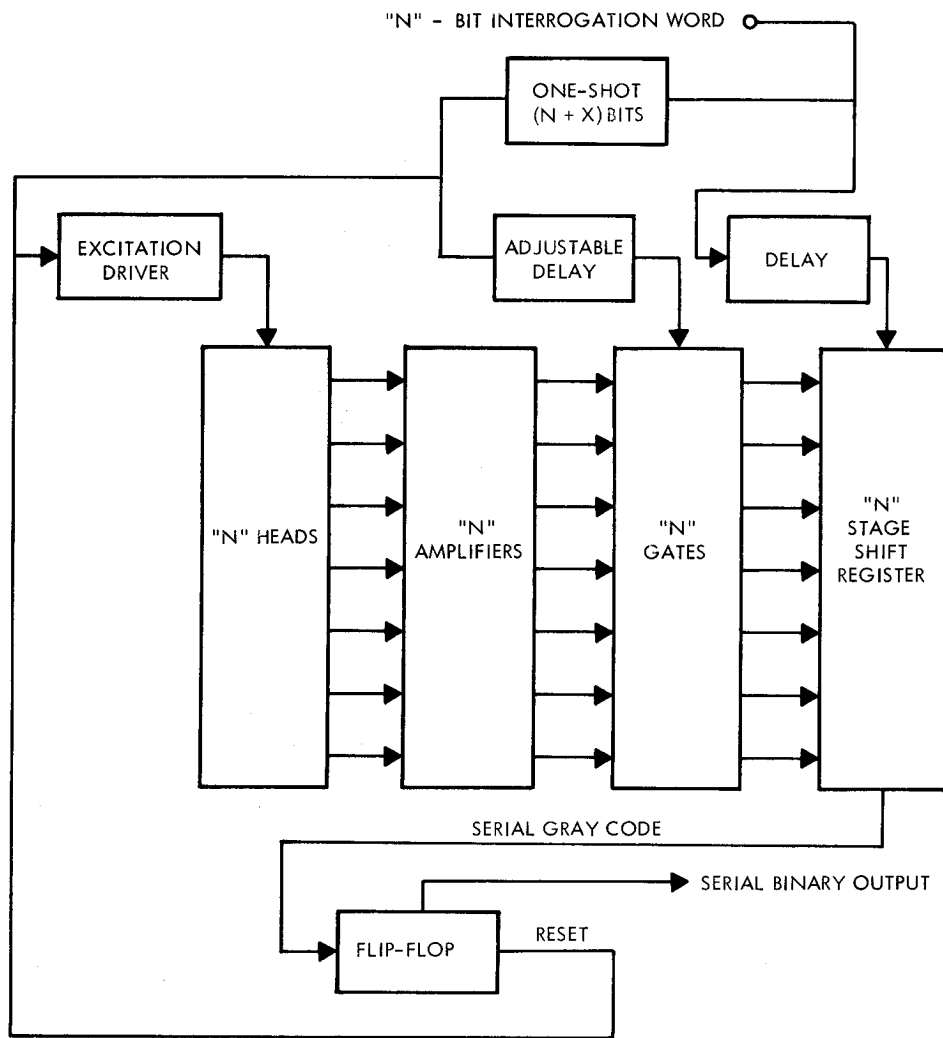 "N" - BIT INTERROGATION WORD
ONE-SHOT
(N + X) BITS
EXCITATION
DRIVER
ADJUSTABLE
DELAY
DELAY
"N" HEADS
"N"
AMPLIFIERS
"N"
GATES
"N"
STAGE
SHIFT
REGISTER
SERIAL GRAY CODE
SERIAL BINARY OUTPUT
FLIP-FLOP
RESET